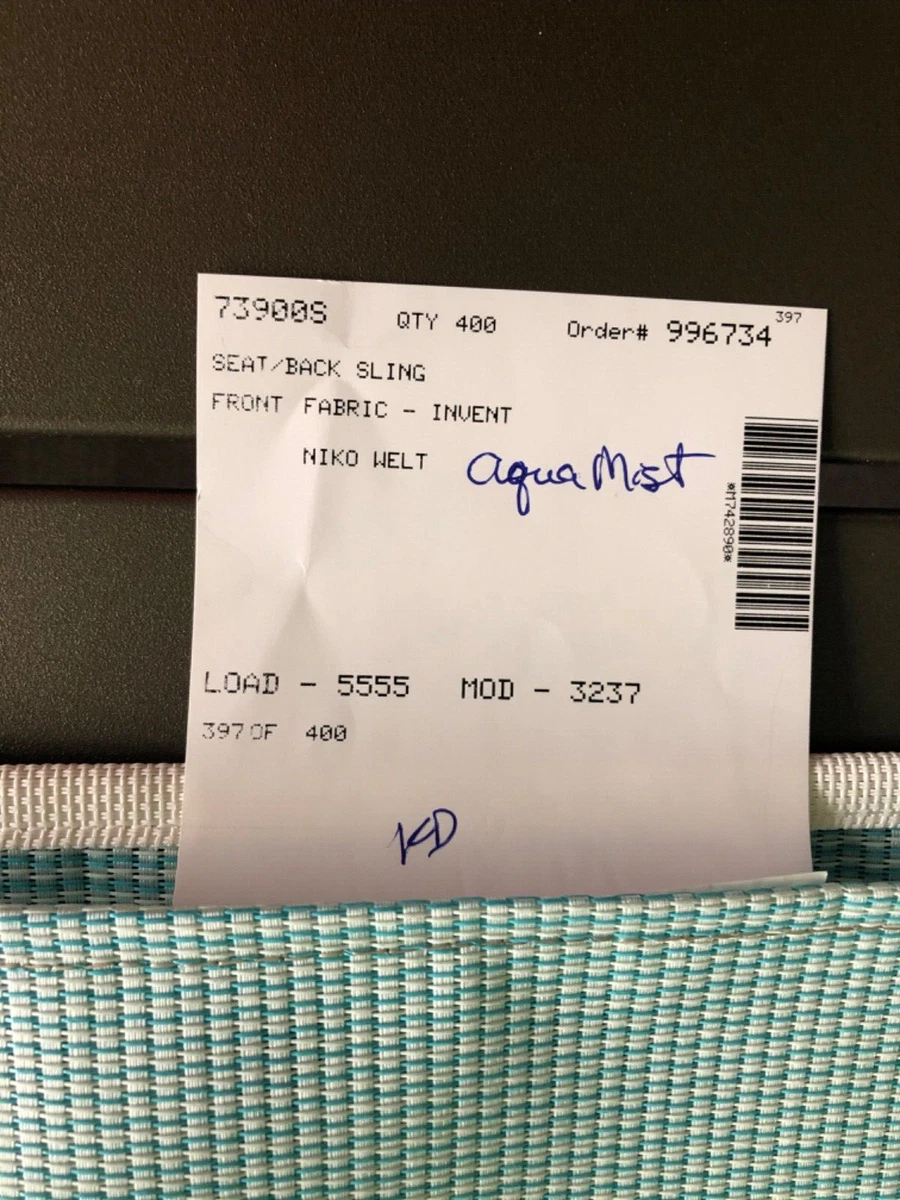 73900S QTY 400 Order# 996734 397
SEAT/BACK SLING
FRONT FABRIC - INVENT
NIKO WELT aqua Mist
*M742890*
LOAD - 5555 MOD - 3237
397 OF 400
KD